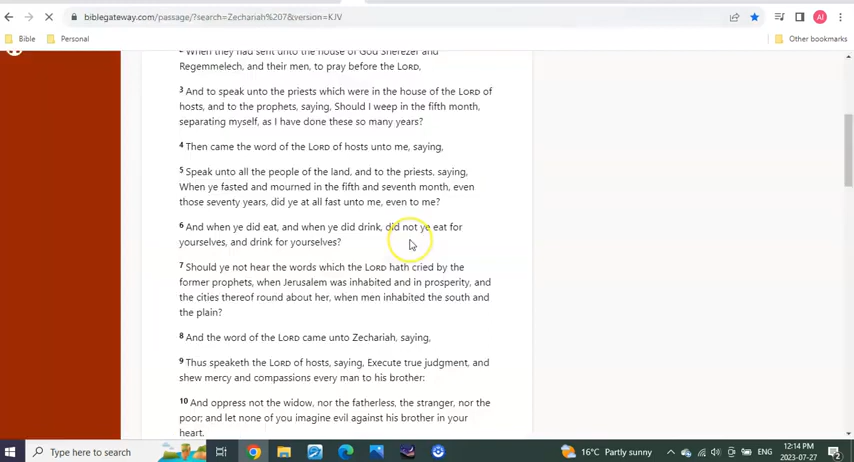 biblegateway.com/passage/?search=Zechariah%207&version=KJV
AI
Bible
Personal
Other bookmarks
2 When they had sent unto the house of God Sherezer and
Regemmelech, and their men, to pray before the LORD,
3 And to speak unto the priests which were in the house of the LORD of
hosts, and to the prophets, saying, Should I weep in the fifth month,
separating myself, as I have done these so many years?
4 Then came the word of the LORD of hosts unto me, saying,
5 Speak unto all the people of the land, and to the priests, saying,
When ye fasted and mourned in the fifth and seventh month, even
those seventy years, did ye at all fast unto me, even to me?
6 And when ye did eat, and when ye did drink, did not ye eat for
yourselves, and drink for yourselves?
7 Should ye not hear the words which the LORD hath cried by the
former prophets, when Jerusalem was inhabited and in prosperity, and
the cities thereof round about her, when men inhabited the south and
the plain?
8 And the word of the LORD came unto Zechariah, saying,
9 Thus speaketh the LORD of hosts, saying, Execute true judgment, and
shew mercy and compassions every man to his brother:
10 And oppress not the widow, nor the fatherless, the stranger, nor the
poor; and let none of you imagine evil against his brother in your
heart.
Type here to search
16°C Partly sunny
ENG
12:14 PM
2023-07-27
2